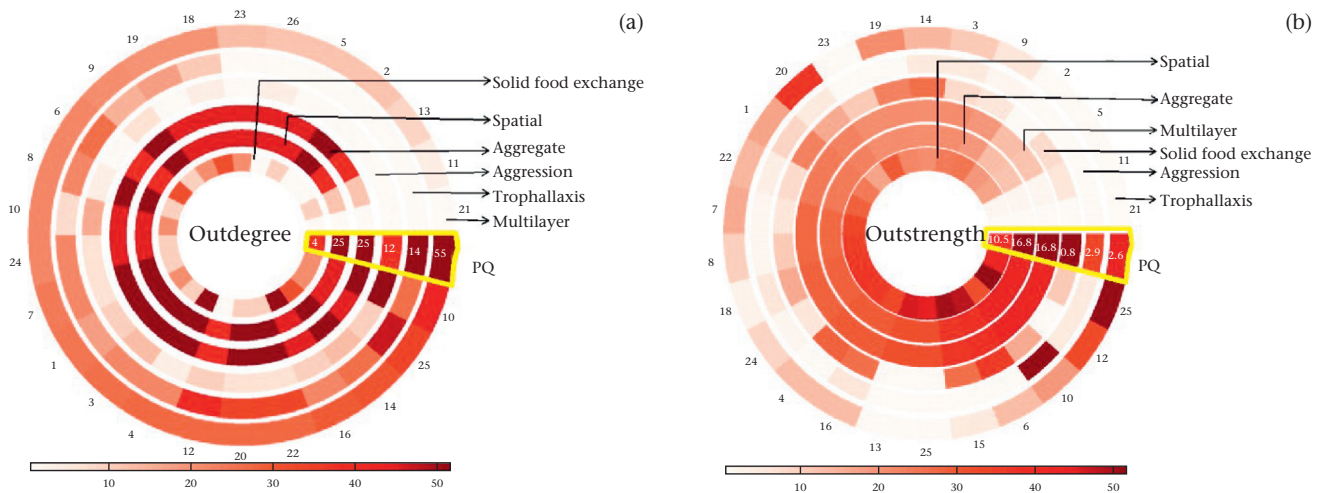 (a)
23
26
5
2
13
11
21
18
19
9
6
8
10
24
7
1
3
4
12
20
22
16
14
25
10
Solid food exchange
Spatial
Aggregate
Aggression
Trophallaxis
Multilayer
Outdegree
4 25 25 12 14 55
PQ
10 20 30 40 50
(b)
14
3
9
2
5
11
21
19
23
20
1
22
7
8
18
24
4
16
13
25
15
6
10
12
25
Spatial
Aggregate
Multilayer
Solid food exchange
Aggression
Trophallaxis
Outstrength
10.5 16.8 16.8 0.8 2.9 2.6
PQ
10 20 30 40 50